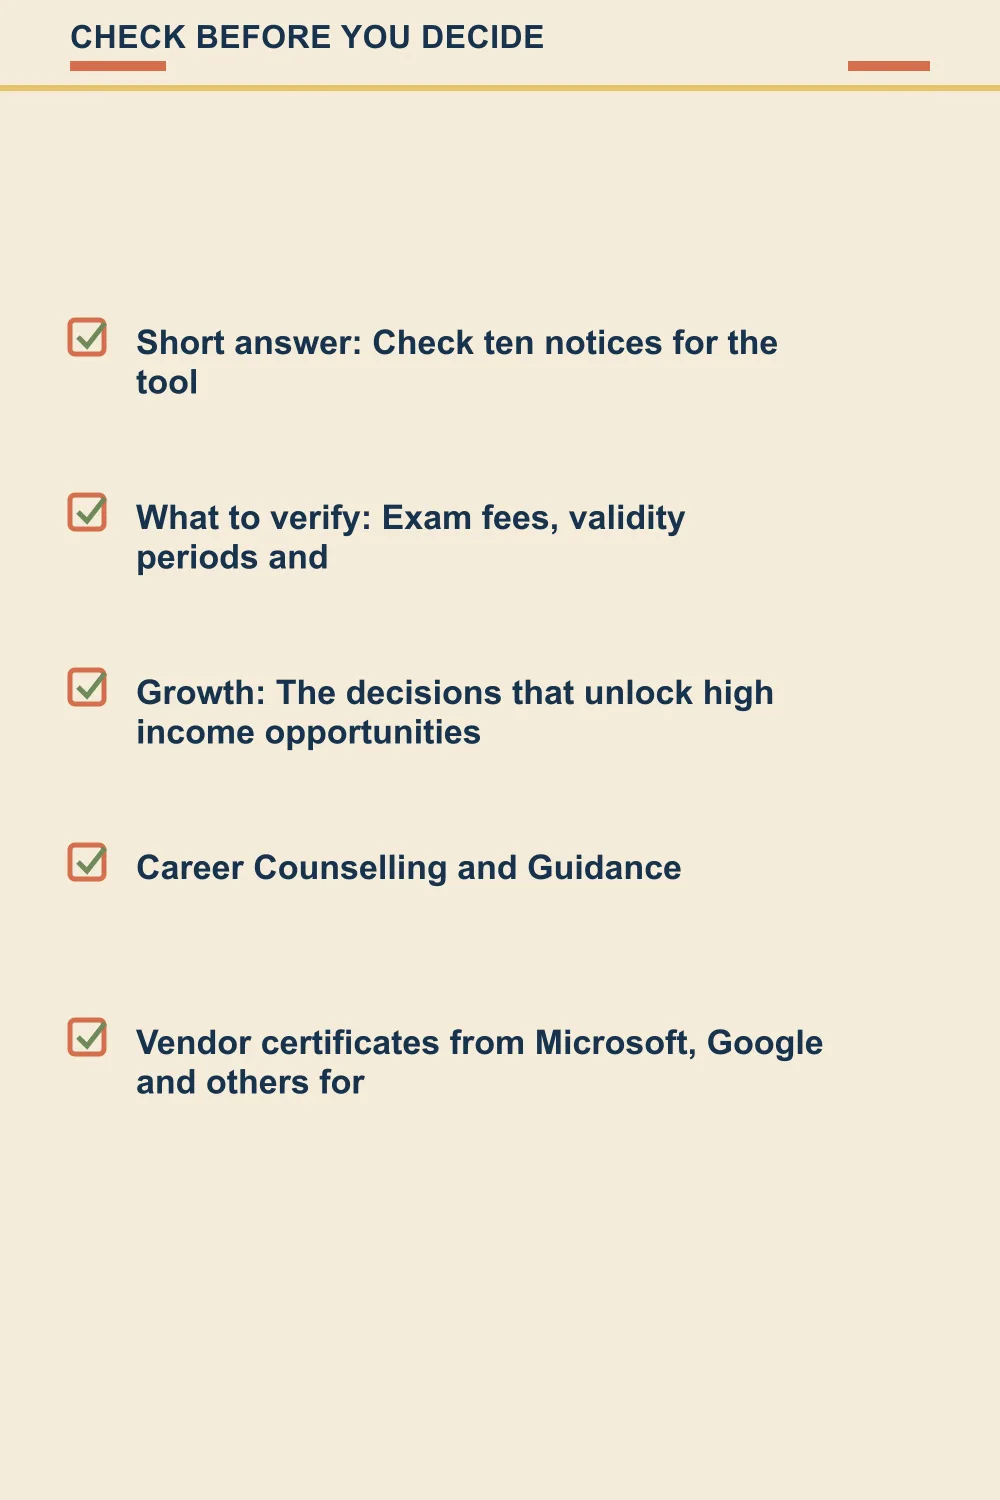 CHECK BEFORE YOU DECIDE
Short answer: Check ten notices for the
tool
What to verify: Exam fees, validity
periods and
Growth: The decisions that unlock high
income opportunities
Career Counselling and Guidance
Vendor certificates from Microsoft, Google
and others for